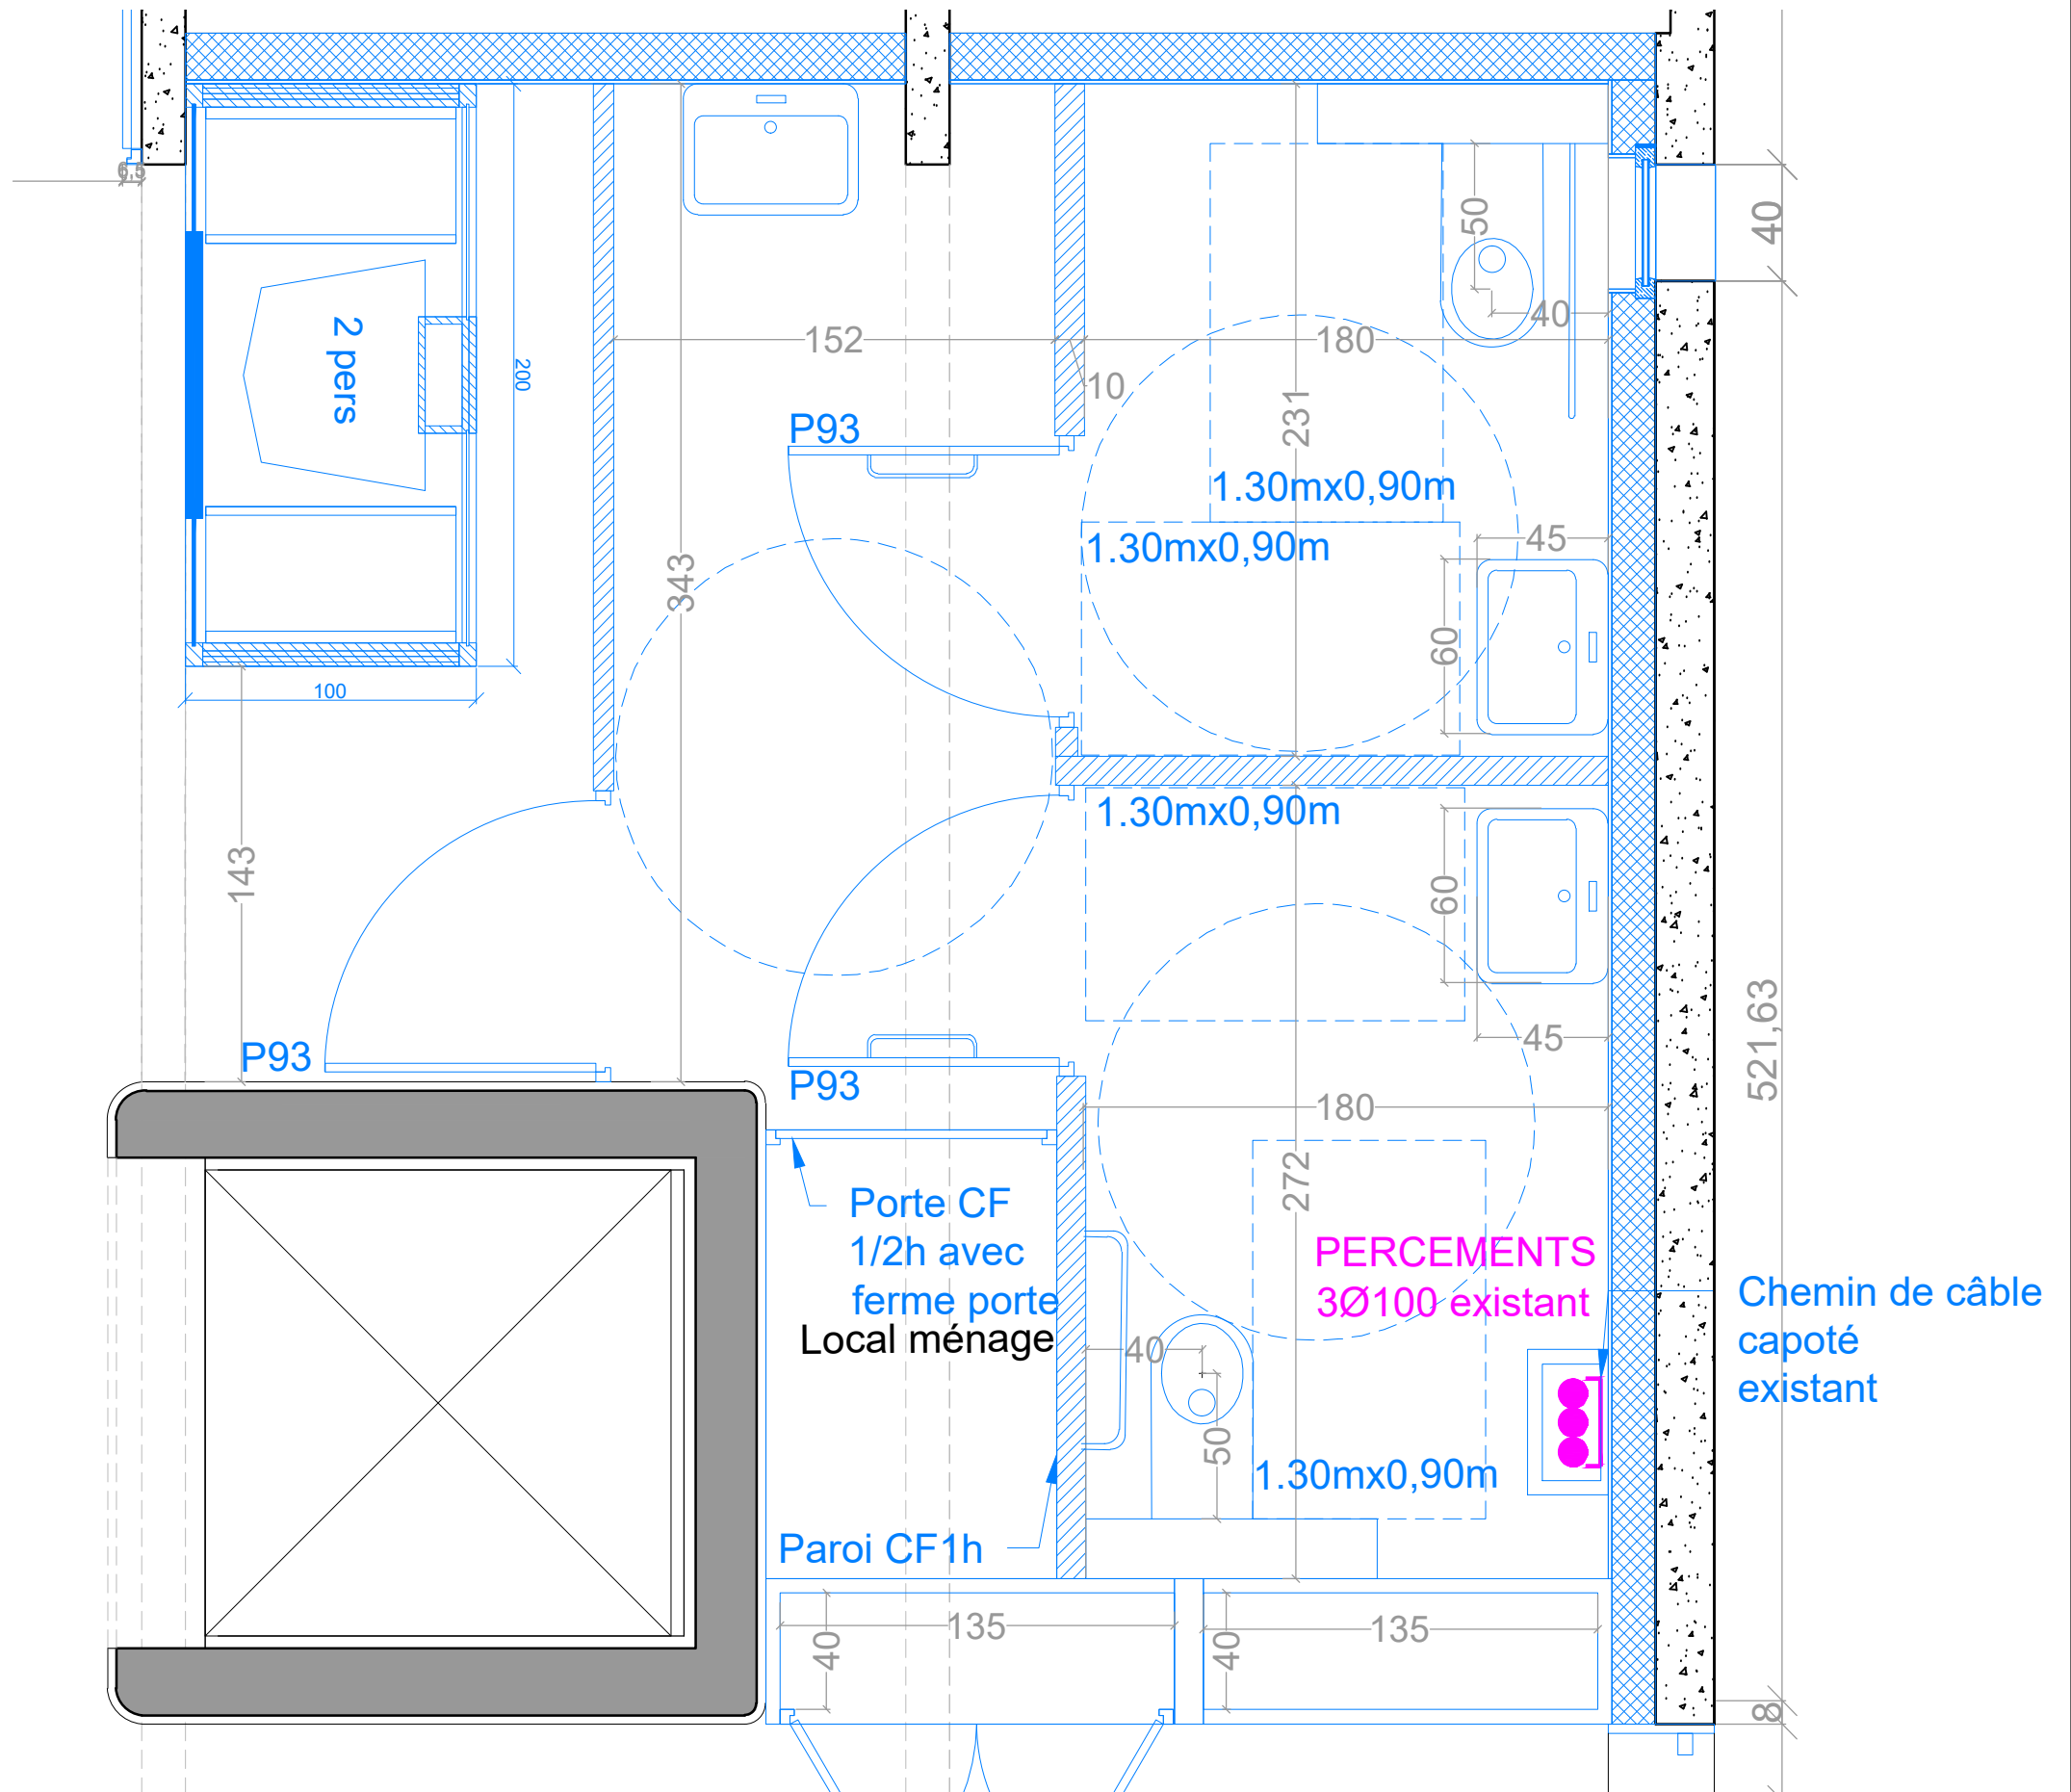 6,5
40
50
40
2 pers
200
152
180
10
P93
231
1.30mx0,90m
1.30mx0,90m
45
343
60
100
1.30mx0,90m
143
60
45
521,63
P93
P93
180
272
Porte CF
1/2h avec
ferme porte
Local ménage
PERCEMENTS
3Ø100 existant
Chemin de câble
capoté
existant
40
50
1.30mx0,90m
Paroi CF1h
135
40
135
40
8